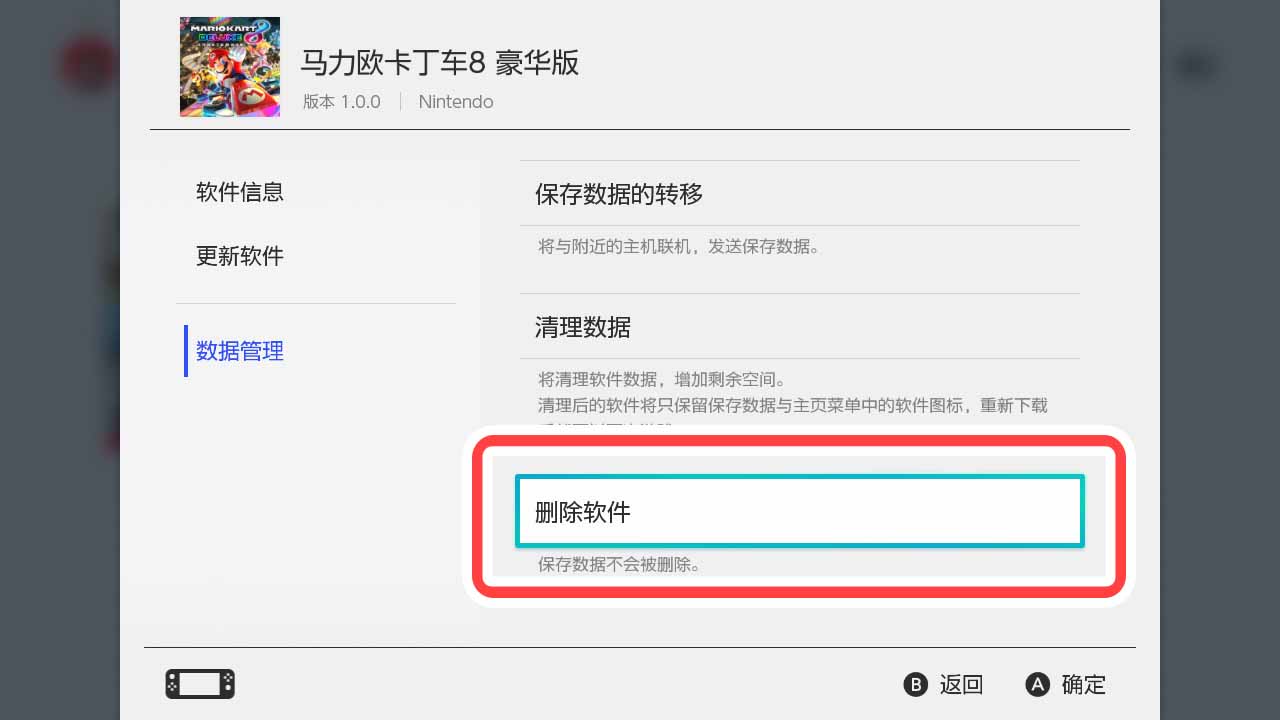 MARIOKART 8
DELUXE
马力欧卡丁车8 豪华版
版本 1.0.0
Nintendo
软件信息
更新软件
数据管理
保存数据的转移
将与附近的主机联机，发送保存数据。
清理数据
将清理软件数据，增加剩余空间。
清理后的软件将只保留保存数据与主页菜单中的软件图标，重新下载
删除软件
保存数据不会被删除。
B 返回
A 确定